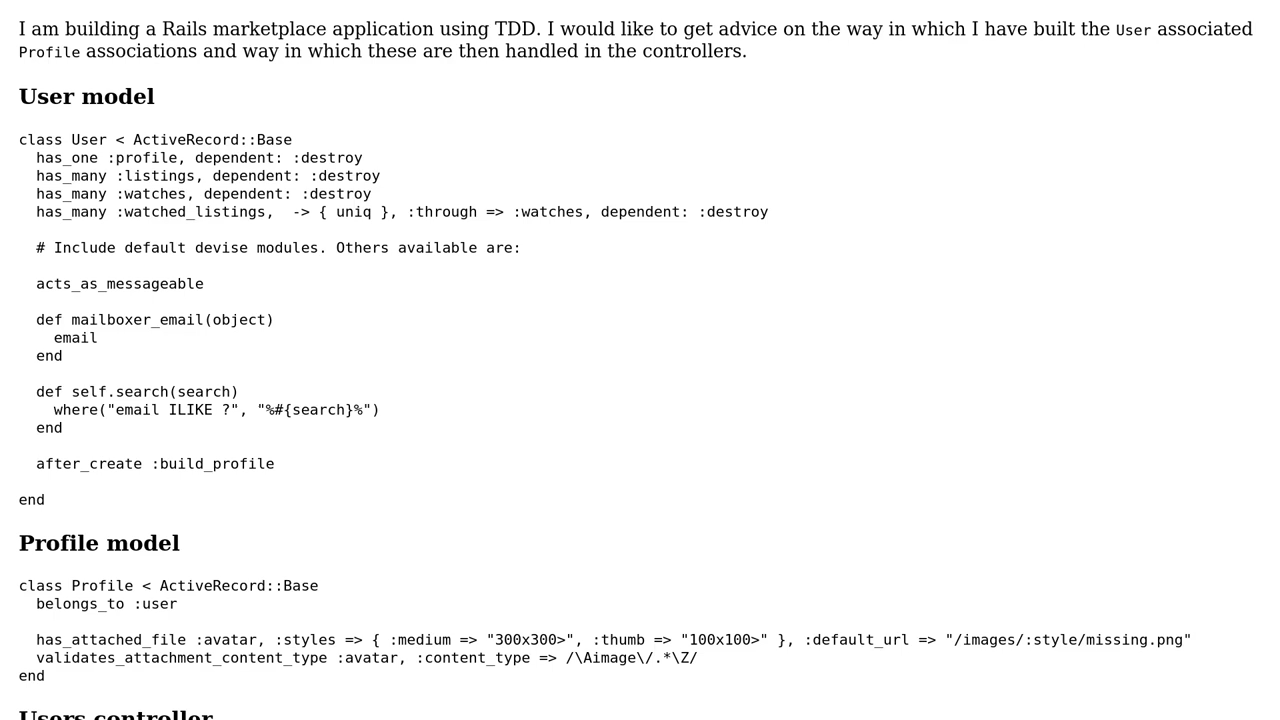 I am building a Rails marketplace application using TDD. I would like to get advice on the way in which I have built the User associated
Profile associations and way in which these are then handled in the controllers.
User model
class User < ActiveRecord::Base
  has_one :profile, dependent: :destroy
  has_many :listings, dependent: :destroy
  has_many :watches, dependent: :destroy
  has_many :watched_listings,  -> { uniq }, :through => :watches, dependent: :destroy
  # Include default devise modules. Others available are:
  acts_as_messageable
  def mailboxer_email(object)
    email
  end
  def self.search(search)
    where("email ILIKE ?", "%#{search}%")
  end
  after_create :build_profile
end
Profile model
class Profile < ActiveRecord::Base
  belongs_to :user
  has_attached_file :avatar, :styles => { :medium => "300x300>", :thumb => "100x100>" }, :default_url => "/images/:style/missing.png"
  validates_attachment_content_type :avatar, :content_type => /\Aimage\/.*\Z/
end
Users controller